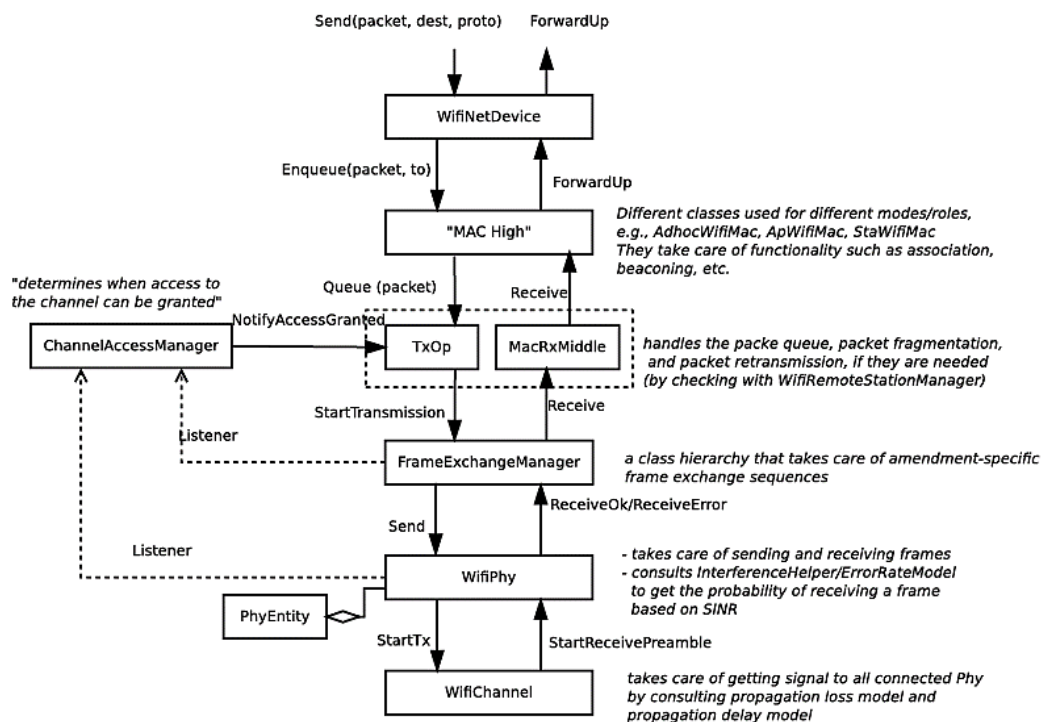 Send(packet, dest, proto)
ForwardUp
WifiNetDevice
Enqueue(packet, to)
ForwardUp
"MAC High"
Different classes used for different modes/roles,
e.g., AdhocWifiMac, ApWifiMac, StaWifiMac
They take care of functionality such as association,
beaconing, etc.
"determines when access to
the channel can be granted"
Queue (packet)
Receive
NotifyAccessGranted
ChannelAccessManager
TxOp
MacRxMiddle
handles the packe queue, packet fragmentation,
and packet retransmission, if they are needed
(by checking with WifiRemoteStationManager)
StartTransmission
Receive
Listener
FrameExchangeManager
a class hierarchy that takes care of amendment-specific
frame exchange sequences
ReceiveOk/ReceiveError
Send
Listener
WifiPhy
- takes care of sending and receiving frames
- consults InterferenceHelper/ErrorRateModel
to get the probability of receiving a frame
based on SINR
PhyEntity
StartTx
StartReceivePreamble
WifiChannel
takes care of getting signal to all connected Phy
by consulting propagation loss model and
propagation delay model